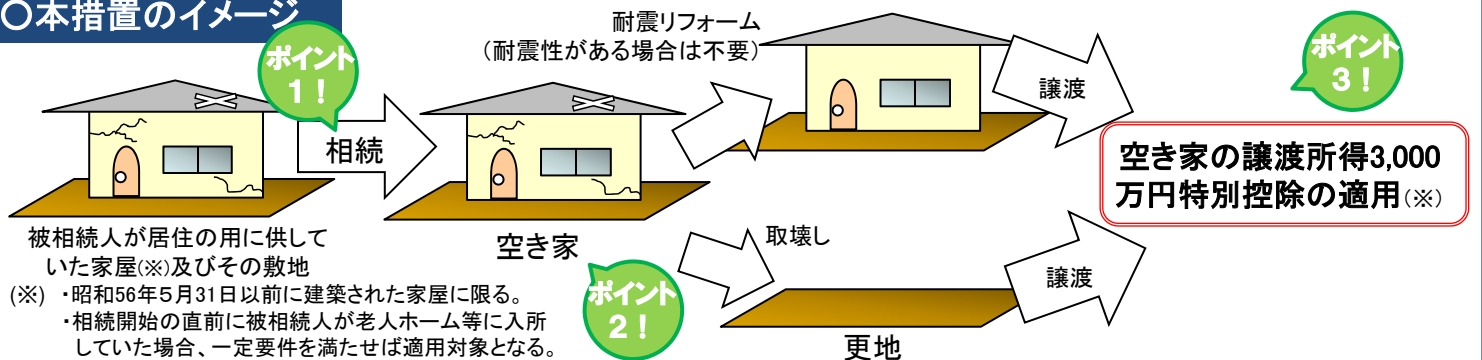 〇本措置のイメージ
ポイント
1!
相続
耐震リフォーム
(耐震性がある場合は不要)
譲渡
ポイント
3!
空き家の譲渡所得3,000
万円特別控除の適用(※)
被相続人が居住の用に供して
いた家屋(※)及びその敷地
(※) ・昭和56年5月31日以前に建築された家屋に限る。
・相続開始の直前に被相続人が老人ホーム等に入所
していた場合、一定要件を満たせば適用対象となる。
空き家
ポイント
2!
取壊し
更地
譲渡